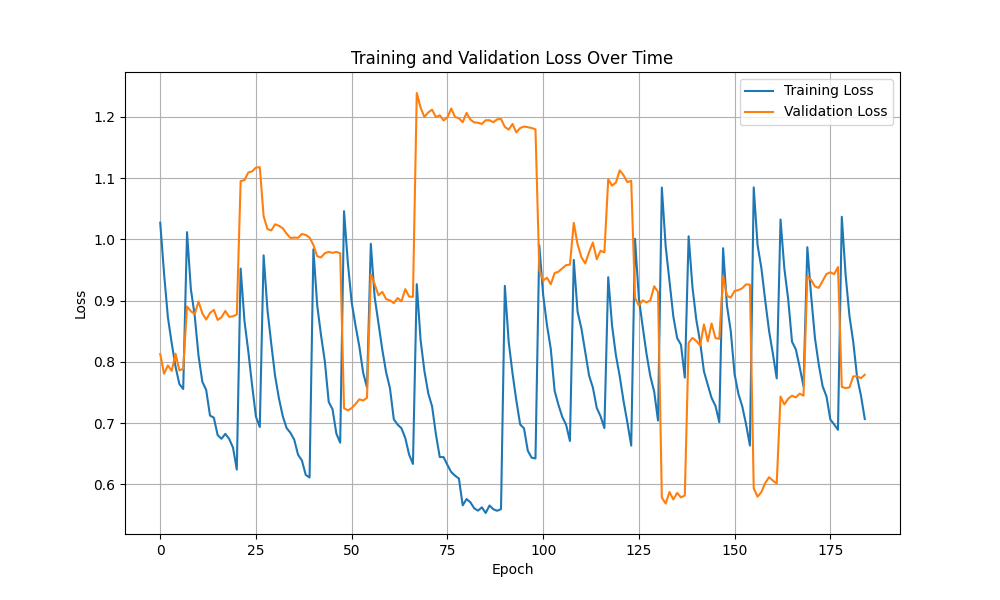 Training and Validation Loss Over Time
Training Loss
Validation Loss
Loss
1.2
1.1
1.0
0.9
0.8
0.7
0.6
0 25 50 75 100 125 150 175
Epoch